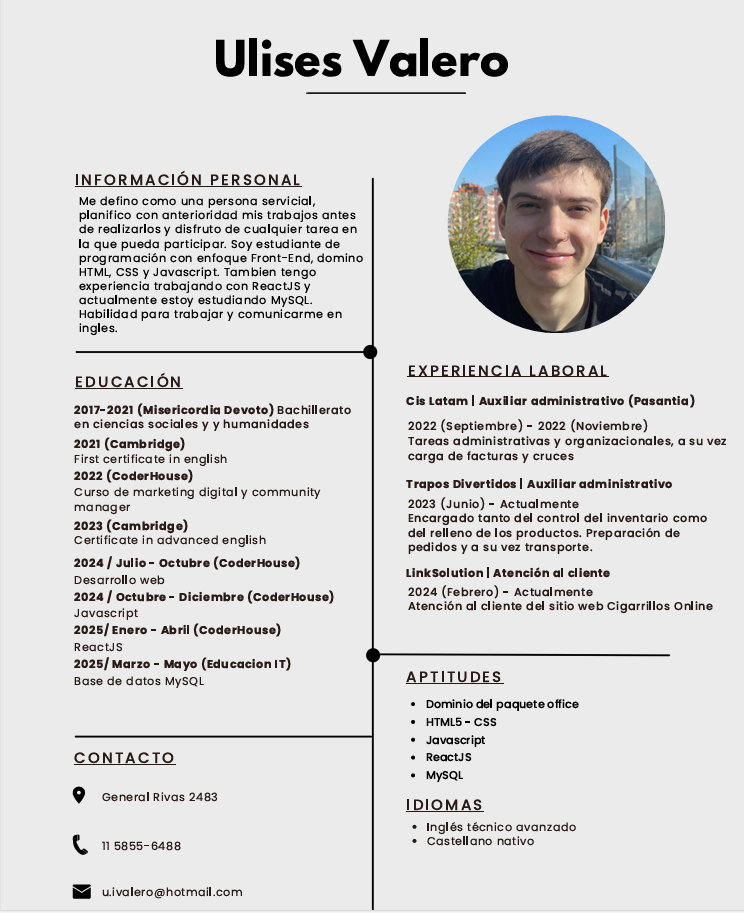 Ulises Valero
INFORMACIÓN PERSONAL
Me defino como una persona servicial,
planifico con anterioridad mis trabajos antes
de realizarlos y disfruto de cualquier tarea en
la que pueda participar. Soy estudiante de
programación con enfoque Front-End, domino
HTML, CSS y Javascript. Tambien tengo
experiencia trabajando con ReactJS y
actualmente estoy estudiando MySQL.
Habilidad para trabajar y comunicarme en
ingles.
EDUCACIÓN
2017-2021 (Misericordia Devoto) Bachillerato
en ciencias sociales y y humanidades
2021 (Cambridge)
First certificate in english
2022 (CoderHouse)
Curso de marketing digital y community
manager
2023 (Cambridge)
Certificate in advanced english
2024 / Julio - Octubre (CoderHouse)
Desarrollo web
2024 / Octubre - Diciembre (CoderHouse)
Javascript
2025/ Enero - Abril (CoderHouse)
ReactJS
2025/ Marzo - Mayo (Educacion IT)
Base de datos MySQL
CONTACTO
General Rivas 2483
11 5855-6488
u.ivalero@hotmail.com
EXPERIENCIA LABORAL
Cis Latam | Auxiliar administrativo (Pasantia)
2022 (Septiembre) - 2022 (Noviembre)
Tareas administrativas y organizacionales, a su vez
carga de facturas y cruces
Trapos Divertidos | Auxiliar administrativo
2023 (Junio) - Actualmente
Encargado tanto del control del inventario como
del relleno de los productos. Preparación de
pedidos y a su vez transporte.
LinkSolution | Atención al cliente
2024 (Febrero) - Actualmente
Atención al cliente del sitio web Cigarrillos Online
APTITUDES
• Dominio del paquete office
• HTML5 - CSS
• Javascript
• ReactJS
• MySQL
IDIOMAS
• Inglés técnico avanzado
• Castellano nativo